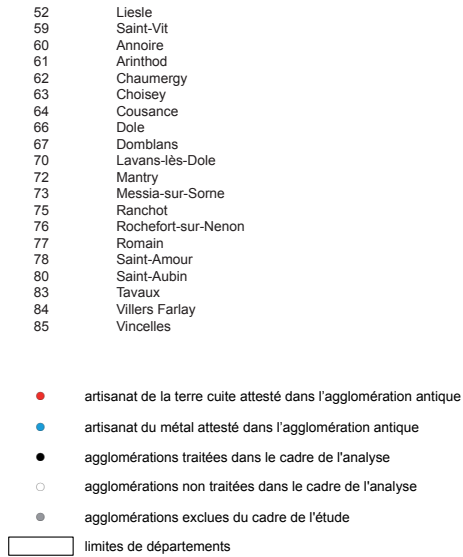 52 Liesle
59 Saint-Vit
60 Annoire
61 Arinthod
62 Chaumergy
63 Choisey
64 Cousance
66 Dole
67 Domblans
70 Lavans-lès-Dole
72 Mantry
73 Messia-sur-Sorne
75 Ranchot
76 Rochefort-sur-Nenon
77 Romain
78 Saint-Amour
80 Saint-Aubin
83 Tavaux
84 Villers Farlay
85 Vincelles
artisanat de la terre cuite attesté dans l'agglomération antique
artisanat du métal attesté dans l'agglomération antique
agglomérations traitées dans le cadre de l'analyse
agglomérations non traitées dans le cadre de l'analyse
agglomérations exclues du cadre de l'étude
limites de départements